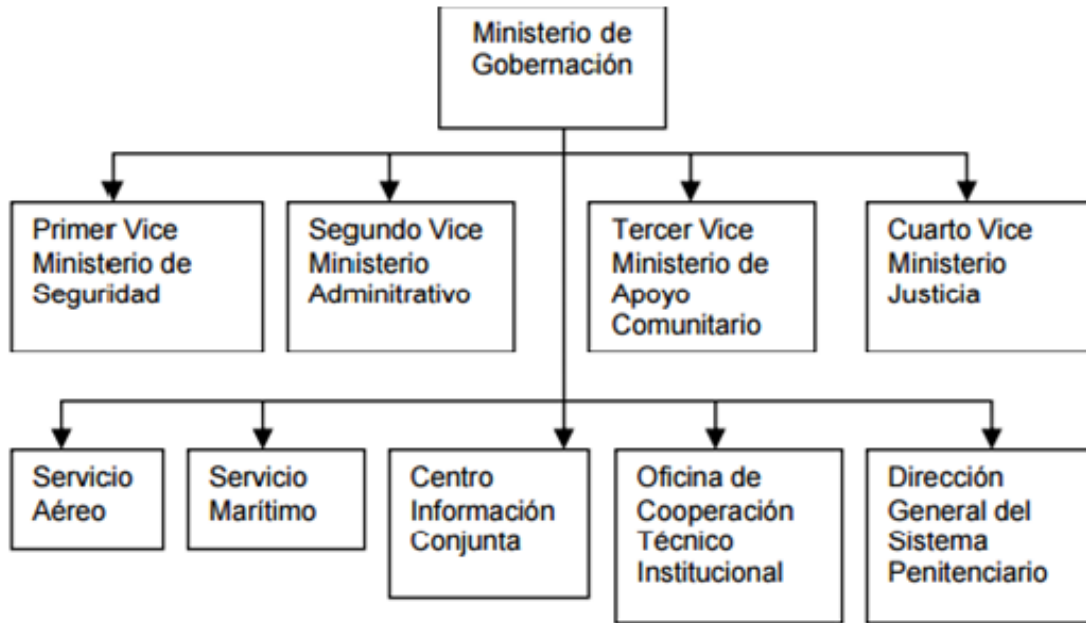 Ministerio de
Gobernación
Primer Vice
Ministerio de
Seguridad
Segundo Vice
Ministerio
Adminitrativo
Tercer Vice
Ministerio de
Apoyo
Comunitario
Cuarto Vice
Ministerio
Justicia
Servicio
Aéreo
Servicio
Marítimo
Centro
Información
Conjunta
Oficina de
Cooperación
Técnico
Institucional
Dirección
General del
Sistema
Penitenciario